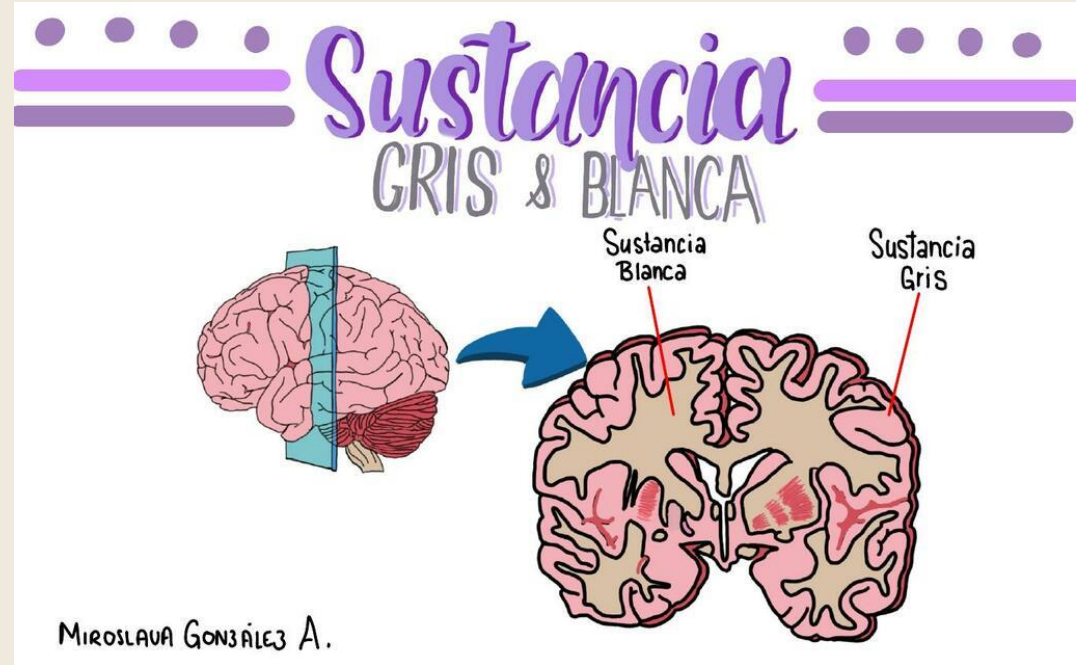 Sustancia
GRIS & BLANCA
Sustancia
Blanca
Sustancia
Gris
MIROSLAVA GONZÁLEZ A.